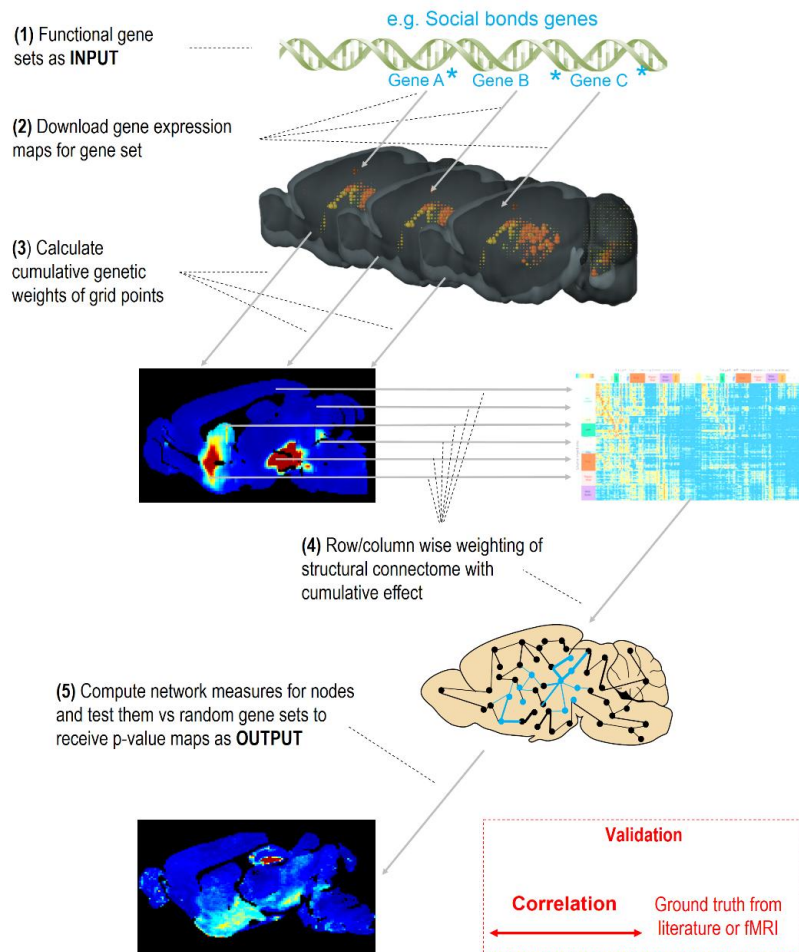 e.g. Social bonds genes
(1) Functional gene
sets as INPUT
Gene A* Gene B * Gene C *
(2) Download gene expression
maps for gene set
(3) Calculate
cumulative genetic
weights of grid points
(4) Row/column wise weighting of
structural connectome with
cumulative effect
(5) Compute network measures for nodes
and test them vs random gene sets to
receive p-value maps as OUTPUT
Validation
Correlation
Ground truth from
literature or fMRI